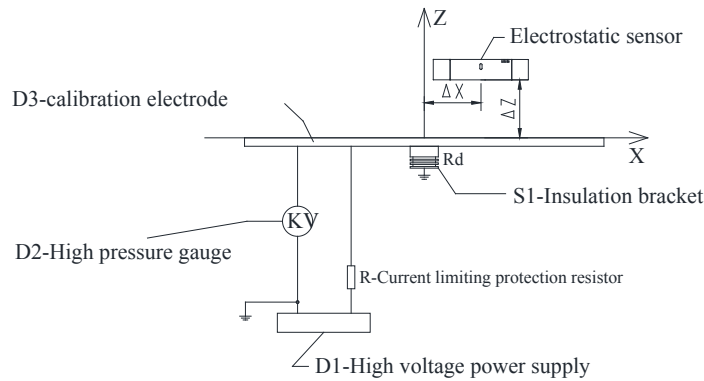 Z
Electrostatic sensor
ΔX
ΔZ
D3-calibration electrode
X
Rd
S1-Insulation bracket
KV
D2-High pressure gauge
R-Current limiting protection resistor
D1-High voltage power supply